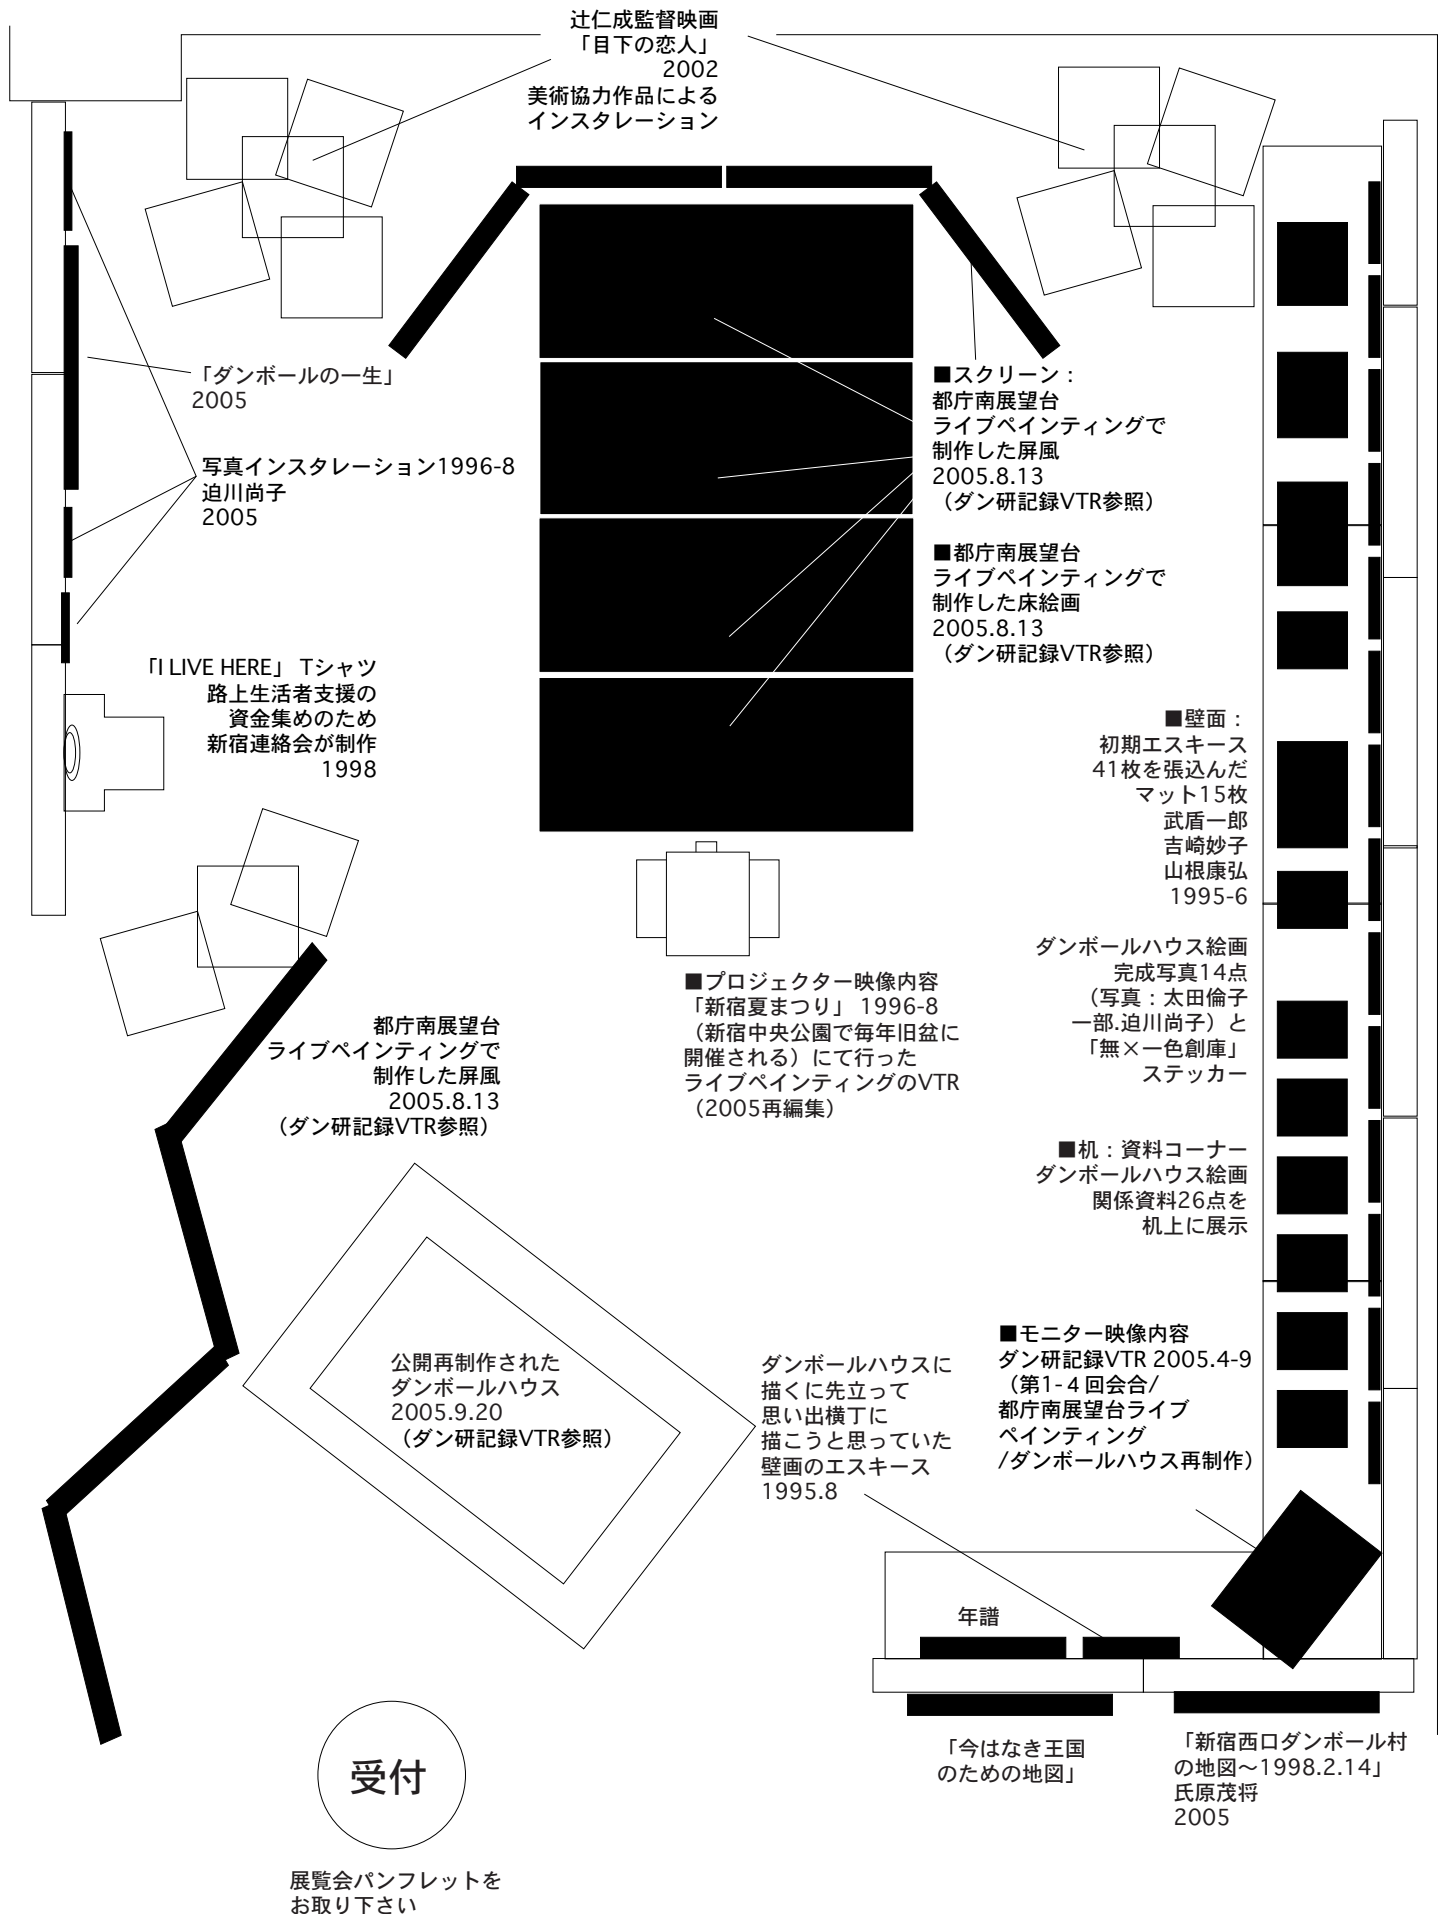 辻仁成監督映画
「目下の恋人」
2002
美術協力作品による
インスタレーション
「ダンボールの一生」
2005
写真インスタレーション1996-8
迫川尚子
2005
「I LIVE HERE」 Tシャツ
路上生活者支援の
資金集めのため
新宿連絡会が制作
1998
■スクリーン：
都庁南展望台
ライブペインティングで
制作した屏風
2005.8.13
（ダン研記録VTR参照）
■都庁南展望台
ライブペインティングで
制作した床絵画
2005.8.13
（ダン研記録VTR参照）
■壁面：
初期エスキース
41枚を張込んだ
マット15枚
武盾一郎
吉崎妙子
山根康弘
1995-6
ダンボールハウス絵画
完成写真14点
（写真：太田倫子
一部.迫川尚子）と
「無×一色創庫」
ステッカー
■机：資料コーナー
ダンボールハウス絵画
関係資料26点を
机上に展示
■プロジェクター映像内容
「新宿夏まつり」 1996-8
（新宿中央公園で毎年旧盆に
開催される）にて行った
ライブペインティングのVTR
（2005再編集）
都庁南展望台
ライブペインティングで
制作した屏風
2005.8.13
（ダン研記録VTR参照）
公開再制作された
ダンボールハウス
2005.9.20
（ダン研記録VTR参照）
ダンボールハウスに
描くに先立って
思い出横丁に
描こうと思っていた
壁画のエスキース
1995.8
■モニター映像内容
ダン研記録VTR 2005.4-9
（第1-４回会合/
都庁南展望台ライブ
ペインティング
/ダンボールハウス再制作）
年譜
「今はなき王国
のための地図」
「新宿西口ダンボール村
の地図〜1998.2.14」
氏原茂将
2005
受付
展覧会パンフレットを
お取り下さい